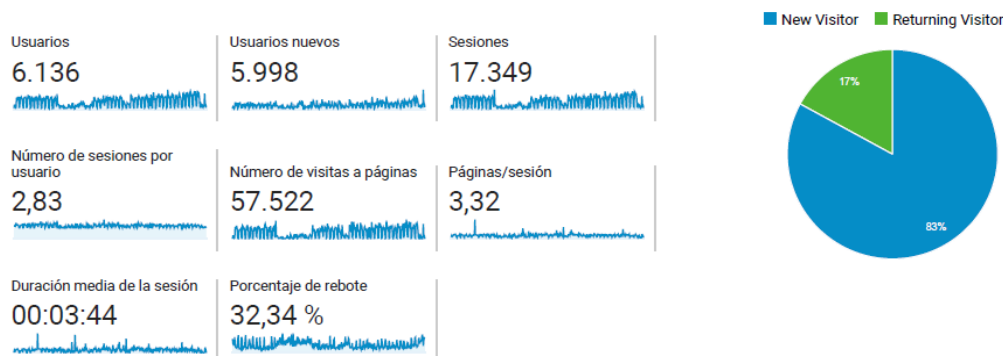 New Visitor
Returning Visitor
Usuarios
6.136
Usuarios nuevos
5.998
Sesiones
17.349
17%
83%
Número de sesiones por
usuario
2,83
Número de visitas a páginas
57.522
Páginas/sesión
3,32
Duración media de la sesión
00:03:44
Porcentaje de rebote
32,34 %